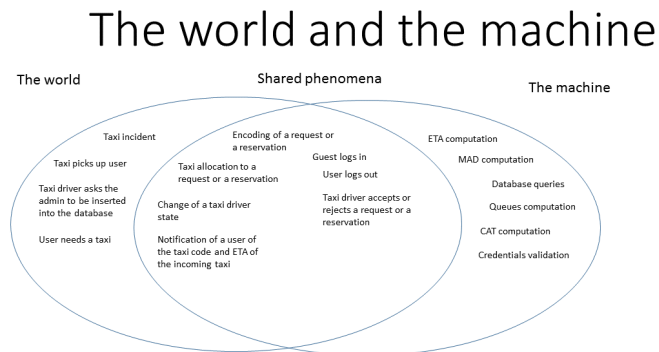 The world and the machine
The world
Shared phenomena
The machine
Taxi incident
Taxi picks up user
Taxi driver asks the
admin to be inserted
into the database
User needs a taxi
Encoding of a request or
a reservation
Guest logs in
Taxi allocation to a
request or a reservation
User logs out
Change of a taxi driver
state
Taxi driver accepts or
rejects a request or a
reservation
Notification of a user of
the taxi code and ETA of
the incoming taxi
ETA computation
MAD computation
Database queries
Queues computation
CAT computation
Credentials validation